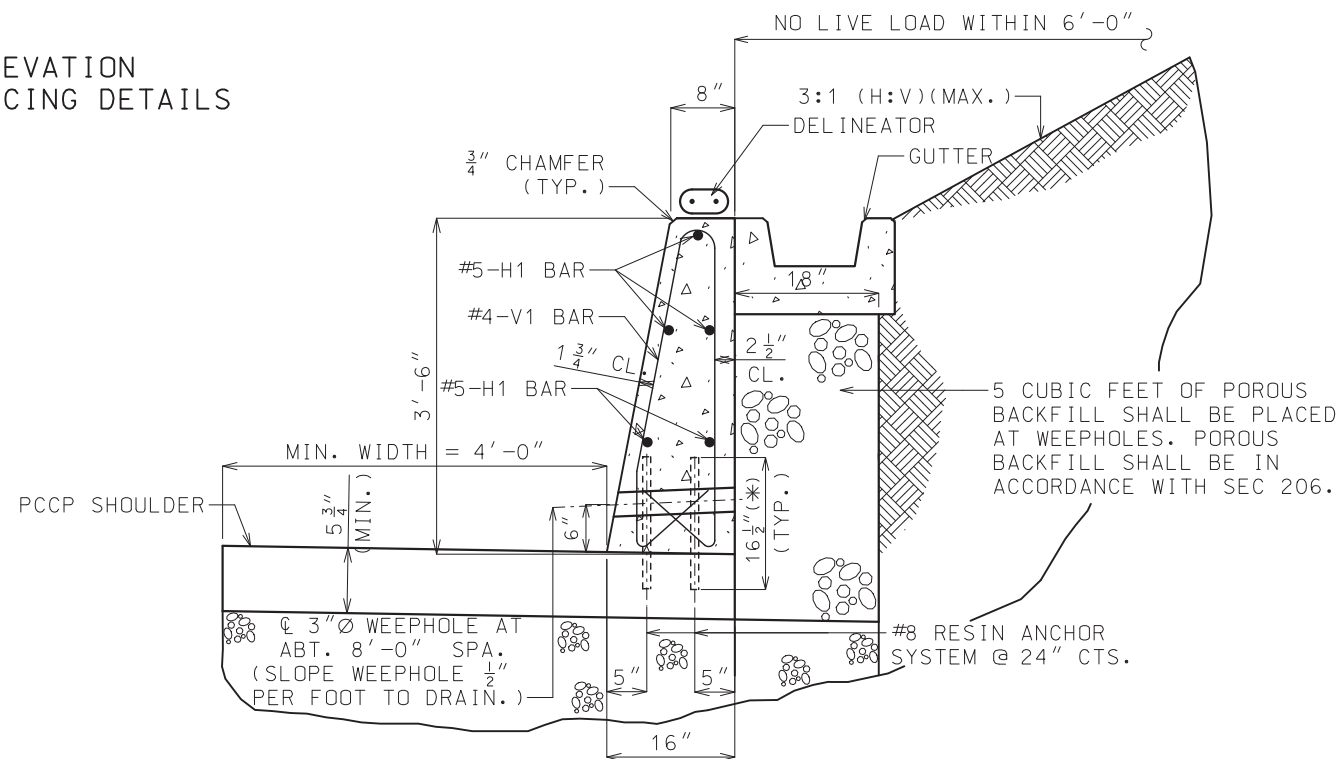 EVATION
CING DETAILS
NO LIVE LOAD WITHIN 6'-0"
8"
3:1 (H:V)(MAX.)
DELINEATOR
GUTTER
3/4" CHAMFER
(TYP.)
#5-H1 BAR
18"
#4-V1 BAR
1 3/4" CL.
2 1/2"
CL.
3'-6"
#5-H1 BAR
5 CUBIC FEET OF POROUS
BACKFILL SHALL BE PLACED
AT WEEPHOLES. POROUS
BACKFILL SHALL BE IN
ACCORDANCE WITH SEC 206.
MIN. WIDTH = 4'-0"
PCCP SHOULDER
5 3/4"
(MIN.)
6"
16 1/2"(*)
(TYP.)
℄ 3"Ø WEEPHOLE AT
ABT. 8'-0" SPA.
(SLOPE WEEPHOLE 1/2"
PER FOOT TO DRAIN.)
#8 RESIN ANCHOR
SYSTEM @ 24" CTS.
5"
5"
16"